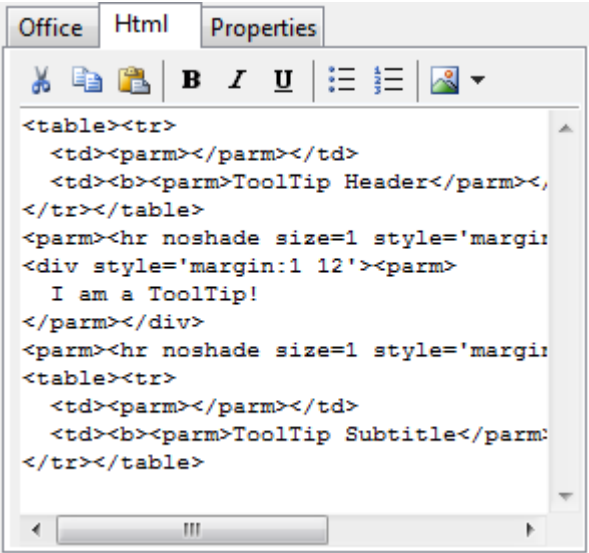 Office Html Properties
B I U
<table><tr>
  <td><parm></parm></td>
  <td><b><parm>ToolTip Header</parm></
</tr></table>
<parm><hr noshade size=1 style='margin
<div style='margin:1 12'><parm>
  I am a ToolTip!
</parm></div>
<parm><hr noshade size=1 style='margin
<table><tr>
  <td><parm></parm></td>
  <td><b><parm>ToolTip Subtitle</parm>
</tr></table>